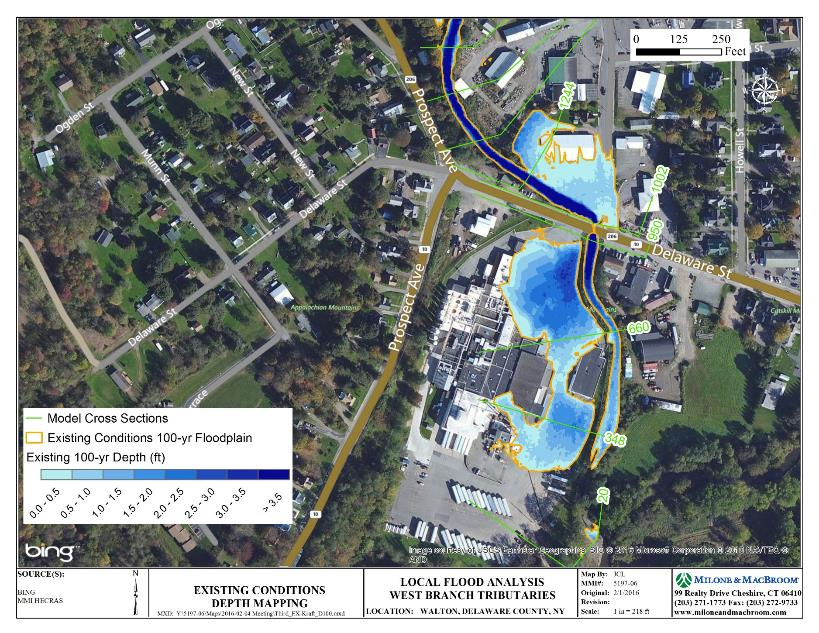 0 125 250
Feet
Ogden St
New St
New St
Munn St
206
Prospect Ave
1244
Howell St
1002
960
Delaware St
206
10
Delaware St
10
Prospect Ave
Appalachian Mountains
660
Delaware St
348
20
10
Model Cross Sections
Existing Conditions 100-yr Floodplain
Existing 100-yr Depth (ft)
0.0 - 0.5
0.5 - 1.0
1.0 - 1.5
1.5 - 2.0
2.0 - 2.5
2.5 - 3.0
3.0 - 3.5
> 3.5
bing™
SOURCE(S):
BING
MMI HECRAS
N
EXISTING CONDITIONS
DEPTH MAPPING
LOCAL FLOOD ANALYSIS
WEST BRANCH TRIBUTARIES
LOCATION: WALTON, DELAWARE COUNTY, NY
Map By: JCL
MMI#: 5197-06
Original: 2/1/2016
Revision:
Scale: 1 in = 218 ft
MILONE & MACBROOM
99 Realty Drive Cheshire, CT 06410
(203) 271-1773 Fax: (203) 272-9733
www.miloneandmacbroom.com